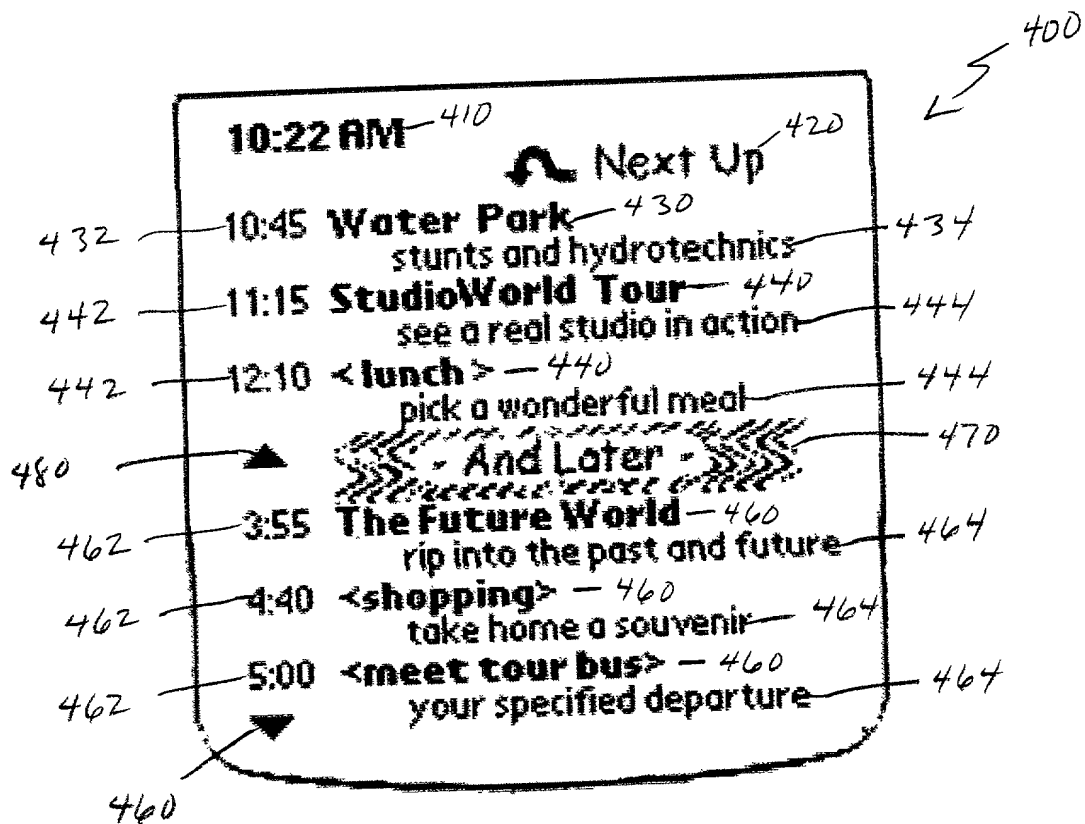 400
10:22 AM 410
Next Up 420
432 10:45 Water Park 430
stunts and hydrotechnics 434
442 11:15 StudioWorld Tour 440
see a real studio in action 444
442 12:10 <lunch> 440
pick a wonderful meal 444
480 - And Later - 470
462 3:55 The Future World 460
rip into the past and future 464
462 4:40 <shopping> 460
take home a souvenir 464
462 5:00 <meet tour bus> 460
your specified departure 464
460